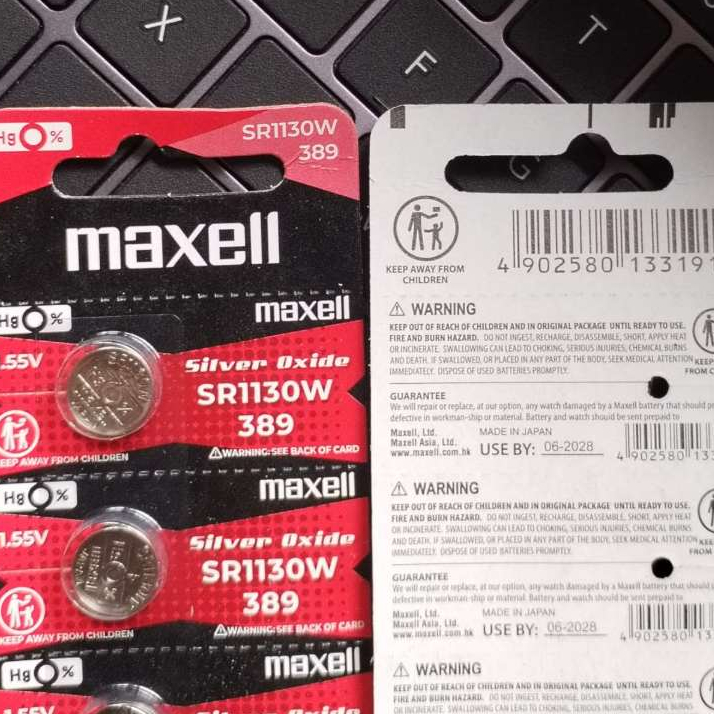 X
F
T
G
Hg 0 %
SR1130W
389
maxell
Hg 0 %
maxell
.55V
Silver Oxide
SR1130W
389
KEEP AWAY FROM CHILDREN
⚠WARNING: SEE BACK OF CARD
Hg 0 %
maxell
1.55V
Silver Oxide
SR1130W
389
KEEP AWAY FROM CHILDREN
⚠WARNING: SEE BACK OF CARD
Hg 0 %
maxell
1.55V
Silver Oxide
KEEP AWAY FROM
CHILDREN
4 902580 13319
⚠ WARNING
KEEP OUT OF REACH OF CHILDREN AND IN ORIGINAL PACKAGE UNTIL READY TO USE.
FIRE AND BURN HAZARD. DO NOT INGEST, RECHARGE, DISASSEMBLE, SHORT, APPLY HEAT
OR INCINERATE. SWALLOWING CAN LEAD TO CHOKING, SERIOUS INJURIES, CHEMICAL BURNS
AND DEATH. IF SWALLOWED, OR PLACED IN ANY PART OF THE BODY, SEEK MEDICAL ATTENTION
IMMEDIATELY. DISPOSE OF USED BATTERIES PROMPTLY.
GUARANTEE
We will repair or replace, at our option, any watch damaged by a Maxell battery that should
defective in workman-ship or material. Battery and watch should be sent prepaid to
Maxell, Ltd.
Maxell Asia, Ltd.
www.maxell.com.hk
MADE IN JAPAN
USE BY: 06-2028
4 902580 13
⚠ WARNING
KEEP OUT OF REACH OF CHILDREN AND IN ORIGINAL PACKAGE UNTIL READY TO USE.
FIRE AND BURN HAZARD. DO NOT INGEST, RECHARGE, DISASSEMBLE, SHORT, APPLY HEAT
OR INCINERATE. SWALLOWING CAN LEAD TO CHOKING, SERIOUS INJURIES, CHEMICAL BURNS
AND DEATH. IF SWALLOWED, OR PLACED IN ANY PART OF THE BODY, SEEK MEDICAL ATTENTION
IMMEDIATELY. DISPOSE OF USED BATTERIES PROMPTLY.
GUARANTEE
We will repair or replace, at our option, any watch damaged by a Maxell battery that should
defective in workman-ship or material. Battery and watch should be sent prepaid to
Maxell, Ltd.
Maxell Asia, Ltd.
www.maxell.com.hk
MADE IN JAPAN
USE BY: 06-2028
4 902580 13
⚠ WARNING
KEEP OUT OF REACH OF CHILDREN AND IN ORIGINAL PACKAGE UNTIL READY TO USE.
FIRE AND BURN HAZARD. DO NOT INGEST, RECHARGE, DISASSEMBLE, SHORT, APPLY HEAT